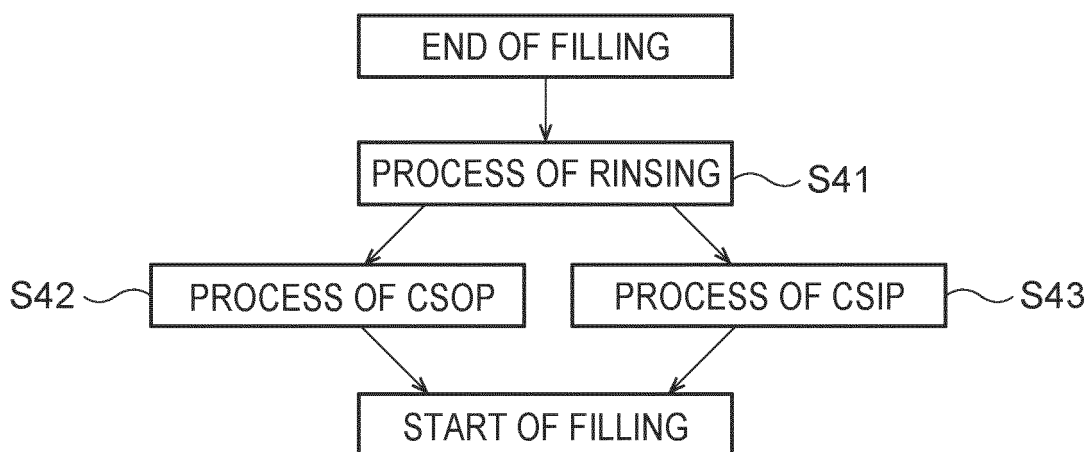 END OF FILLING
PROCESS OF RINSING
S41
S42
PROCESS OF CSOP
PROCESS OF CSIP
S43
START OF FILLING